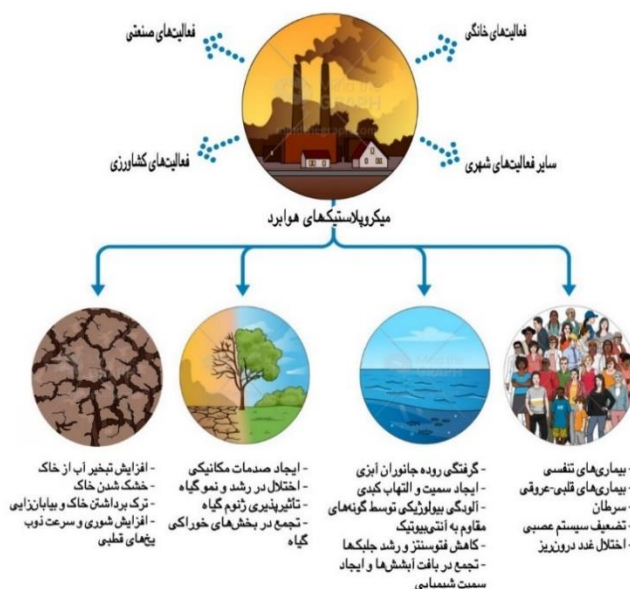 فعالیت‌های خانگی
فعالیت‌های صنعتی
سایر فعالیت‌های شهری
فعالیت‌های کشاورزی
میکروپلاستیک‌های هوابرد
- بیماری‌های تنفسی
- بیماری‌های قلبی-عروقی
- سرطان
- تضعیف سیستم عصبی
- اختلال غدد درون‌ریز
- گرفتگی روده جانوران آبزی
- ایجاد سمیت و التهاب کبدی
- آلودگی بیولوژیکی توسط گونه‌های
مقاوم به آنتی‌بیوتیک
- کاهش فتوسنتز و رشد جلبک‌ها
- تجمع در بافت آبشش‌ها و ایجاد
سمیت شیمیایی
- ایجاد صدمات مکانیکی
- اختلال در رشد و نمو گیاه
- تأثیرپذیری ژنوم گیاه
- تجمع در بخش‌های خوراکی
گیاه
- افزایش تبخیر آب از خاک
- خشک شدن خاک
- ترک برداشتن خاک و بیابان‌زایی
- افزایش شوری و سرعت ذوب
یخ‌های قطبی